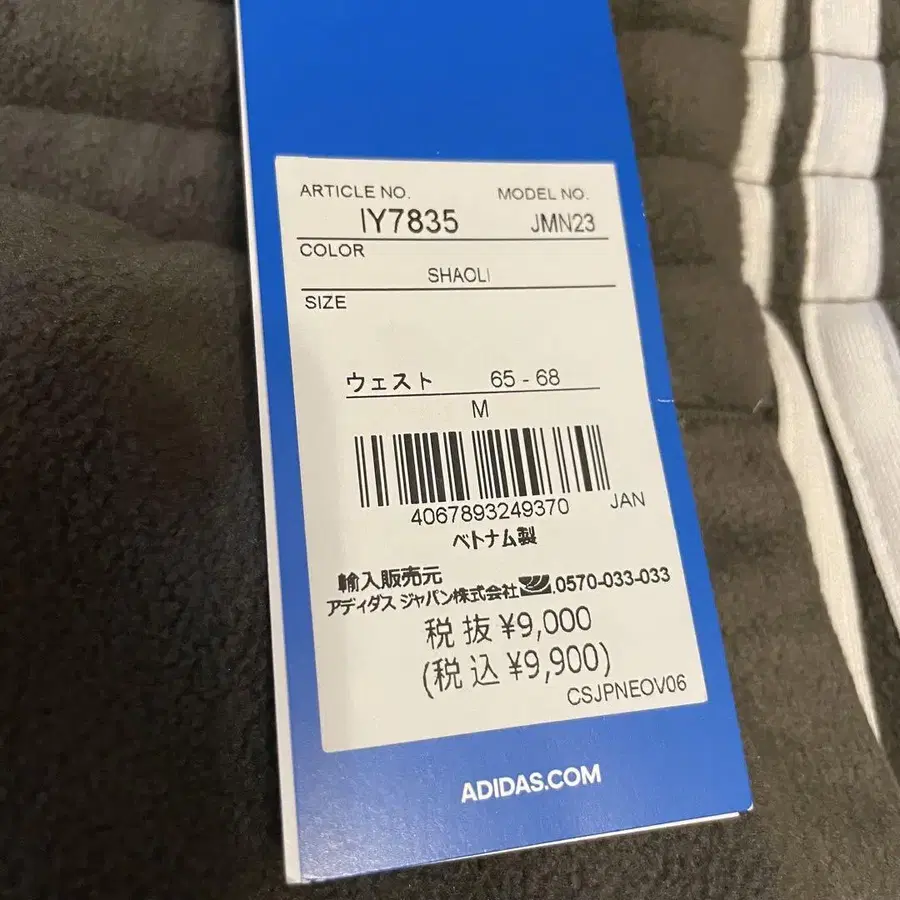 ARTICLE NO. MODEL NO.
IY7835 JMN23
COLOR
SHAOLI
SIZE
ウェスト 65 - 68
M
4067893249370 JAN
ベトナム製
輸入販売元
アディダス ジャパン株式会社 .0570-033-033
税抜 ¥9,000
(税込 ¥9,900)
CSJPNEOV06
ADIDAS.COM